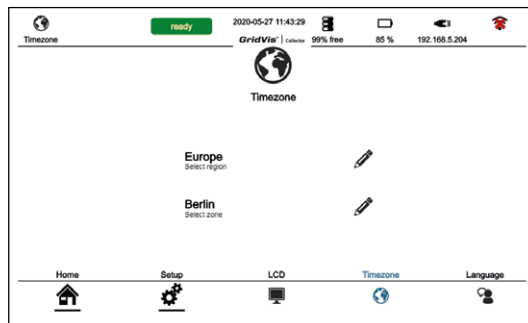 Timezone
ready
2020-05-27 11:43:29
GridVis® | Collector
99% free
85 %
192.168.5.204
Timezone
Europe
Select region
Berlin
Select zone
Home
Setup
LCD
Timezone
Language